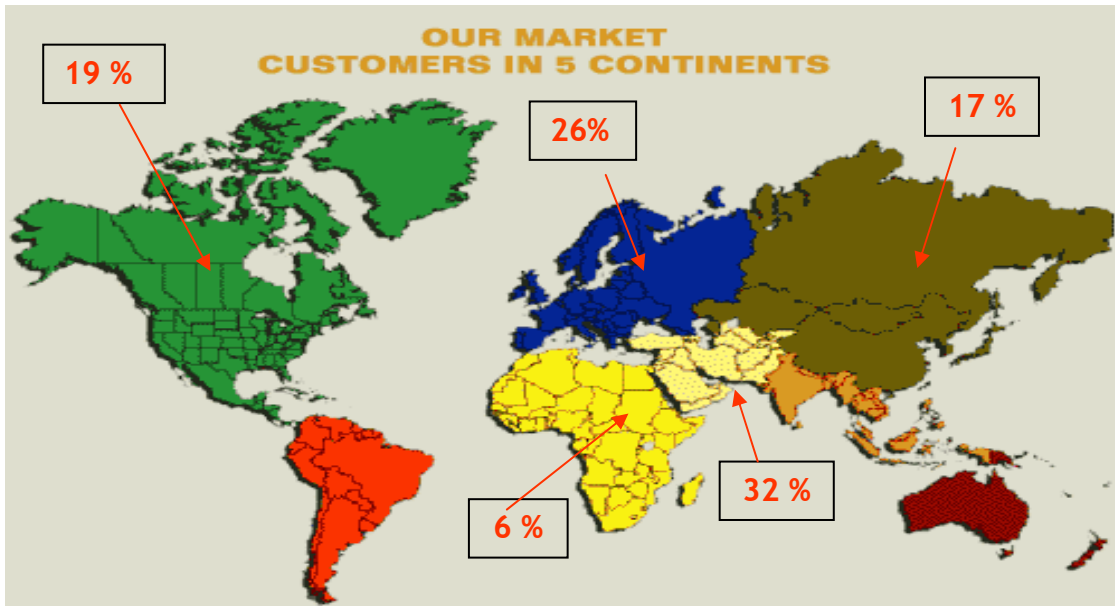 OUR MARKET
CUSTOMERS IN 5 CONTINENTS
19 %
26%
17 %
32 %
6 %